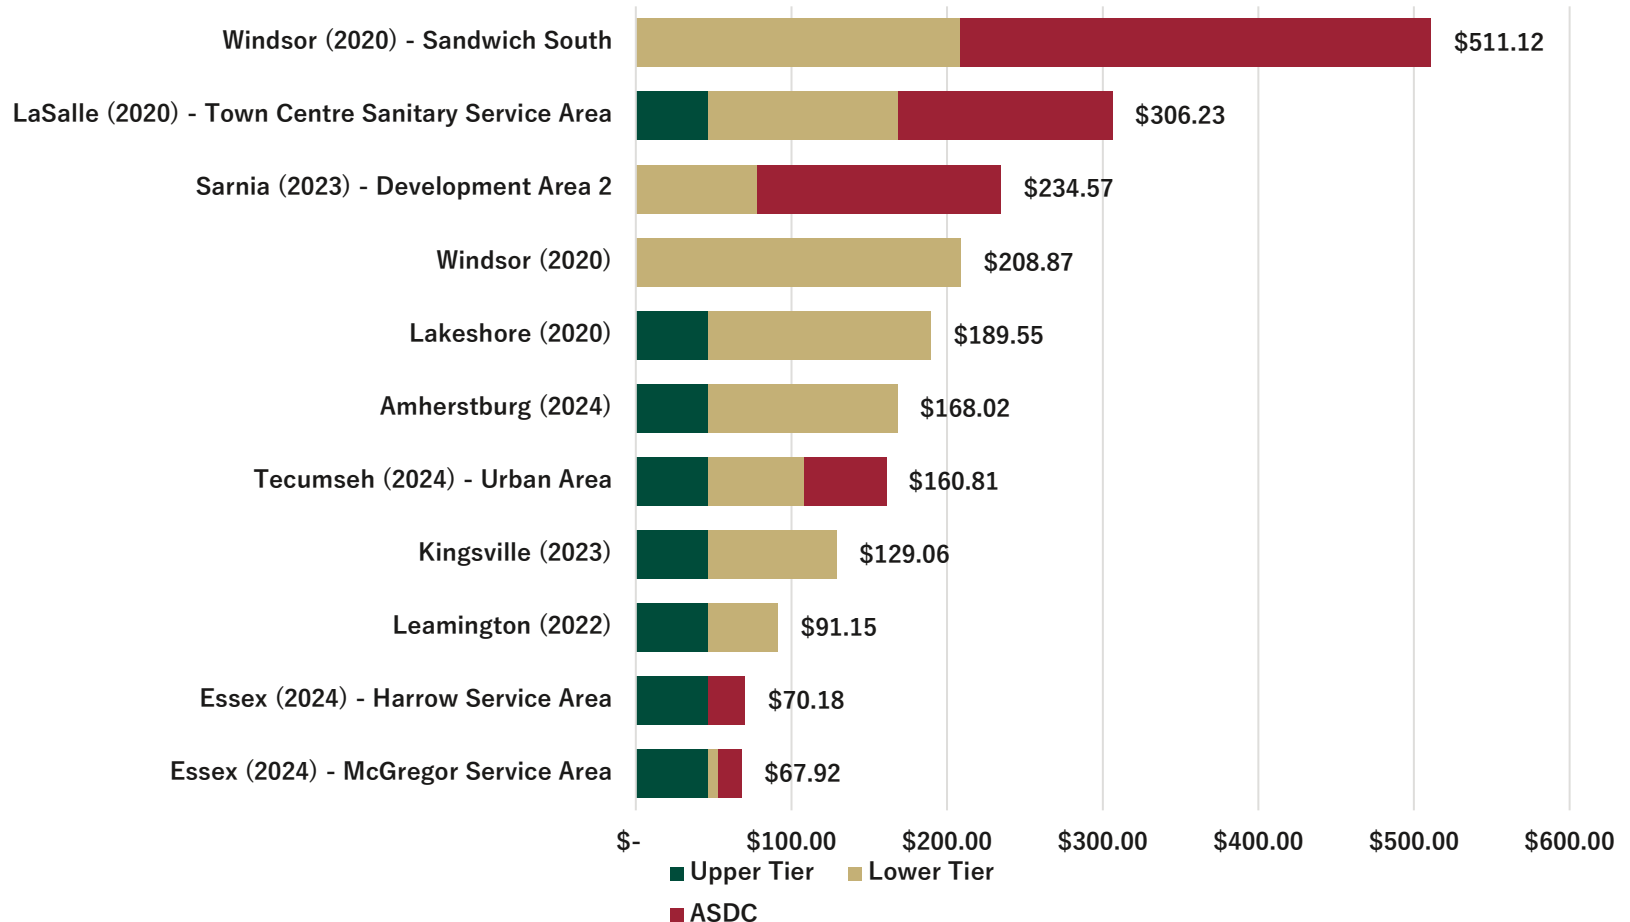 Windsor (2020) - Sandwich South $511.12
LaSalle (2020) - Town Centre Sanitary Service Area $306.23
Sarnia (2023) - Development Area 2 $234.57
Windsor (2020) $208.87
Lakeshore (2020) $189.55
Amherstburg (2024) $168.02
Tecumseh (2024) - Urban Area $160.81
Kingsville (2023) $129.06
Leamington (2022) $91.15
Essex (2024) - Harrow Service Area $70.18
Essex (2024) - McGregor Service Area $67.92
$- $100.00 $200.00 $300.00 $400.00 $500.00 $600.00
Upper Tier Lower Tier
ASDC